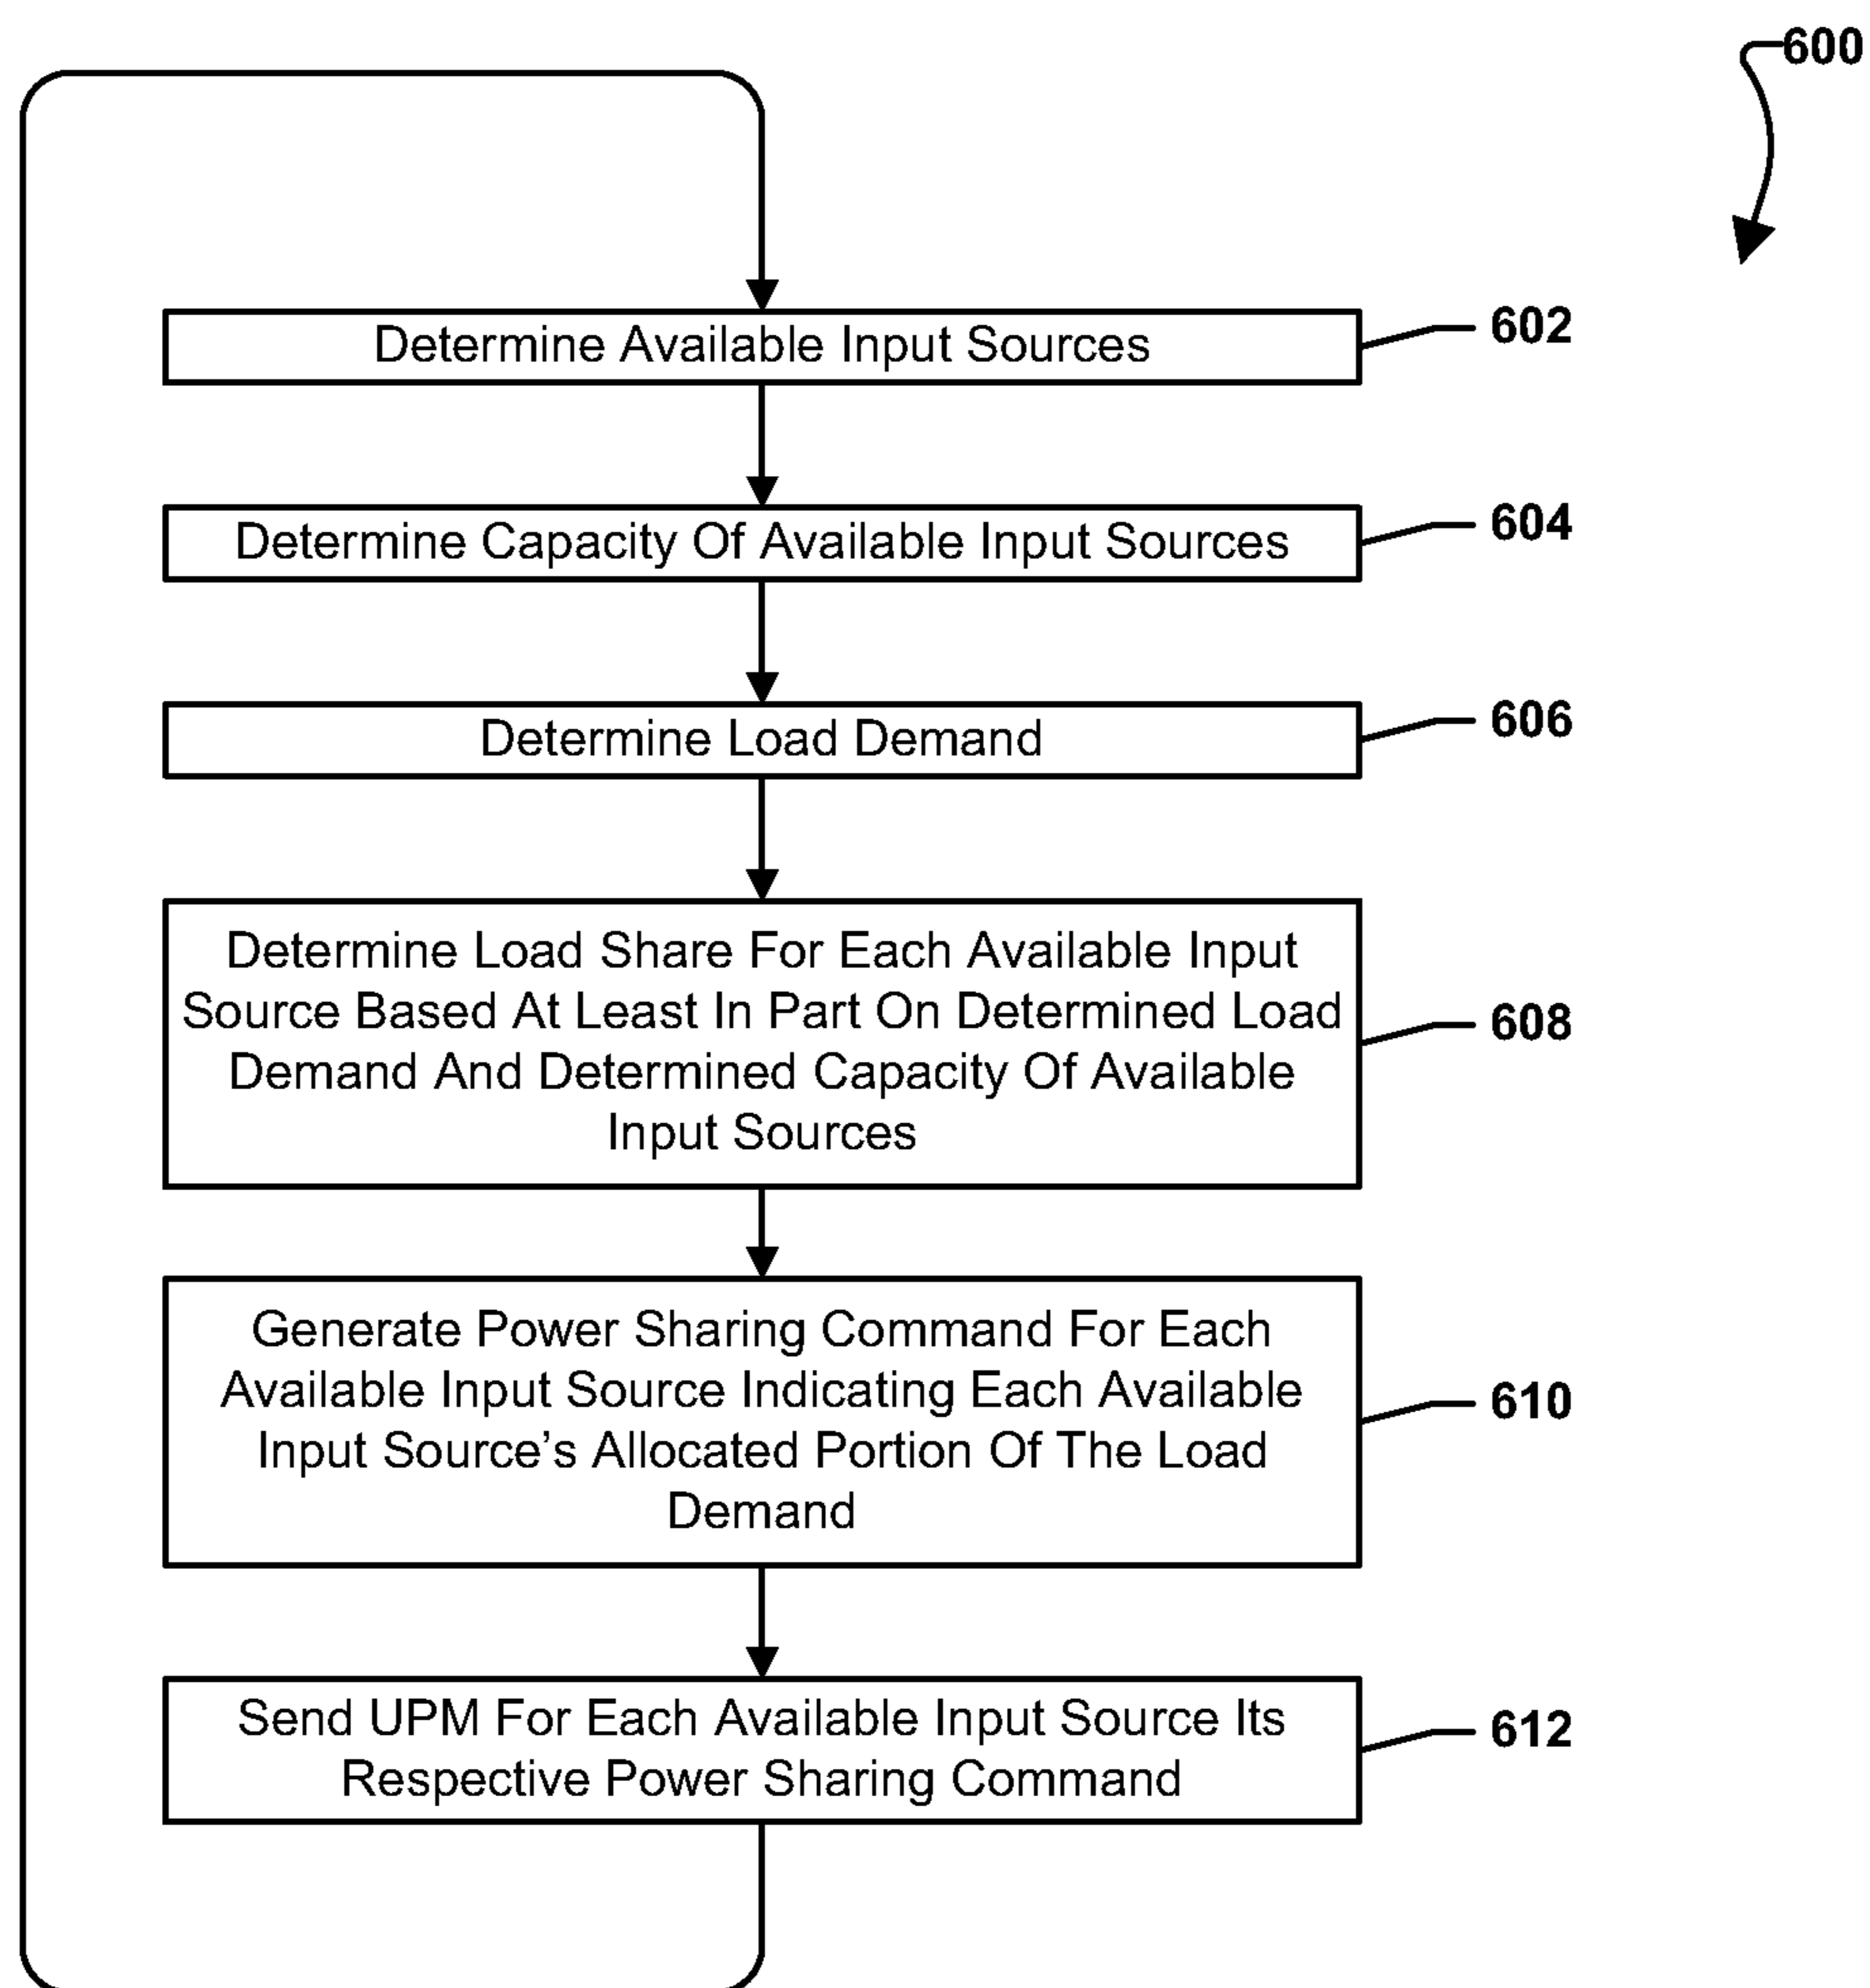 600
Determine Available Input Sources
602
Determine Capacity Of Available Input Sources
604
Determine Load Demand
606
Determine Load Share For Each Available Input
Source Based At Least In Part On Determined Load
Demand And Determined Capacity Of Available
Input Sources
608
Generate Power Sharing Command For Each
Available Input Source Indicating Each Available
Input Source’s Allocated Portion Of The Load
Demand
610
Send UPM For Each Available Input Source Its
Respective Power Sharing Command
612